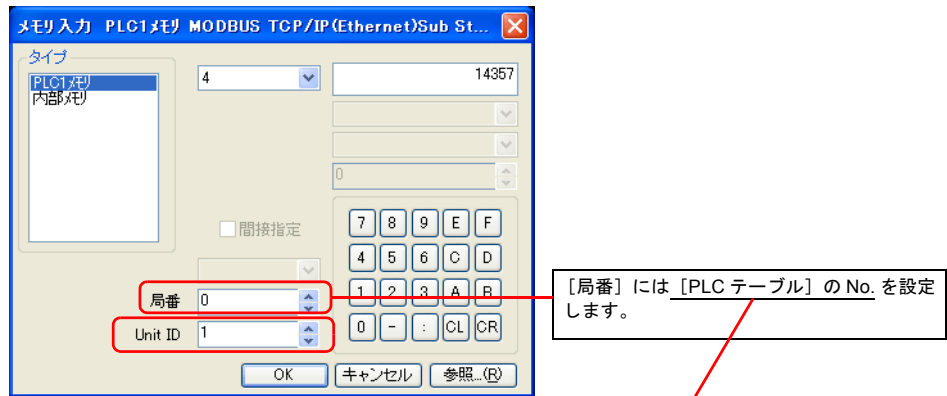 メモリ入力 PLC1メモリ MODBUS TCP/IP(Ethernet)Sub St...
タイプ
PLC1メモリ
内部メモリ
4
14357
0
間接指定
7 8 9 E F
4 5 6 C D
1 2 3 A B
0 - : CL CR
局番 0
Unit ID 1
OK キャンセル 参照...(R)
［局番］には［PLC テーブル］の No. を設定
します。